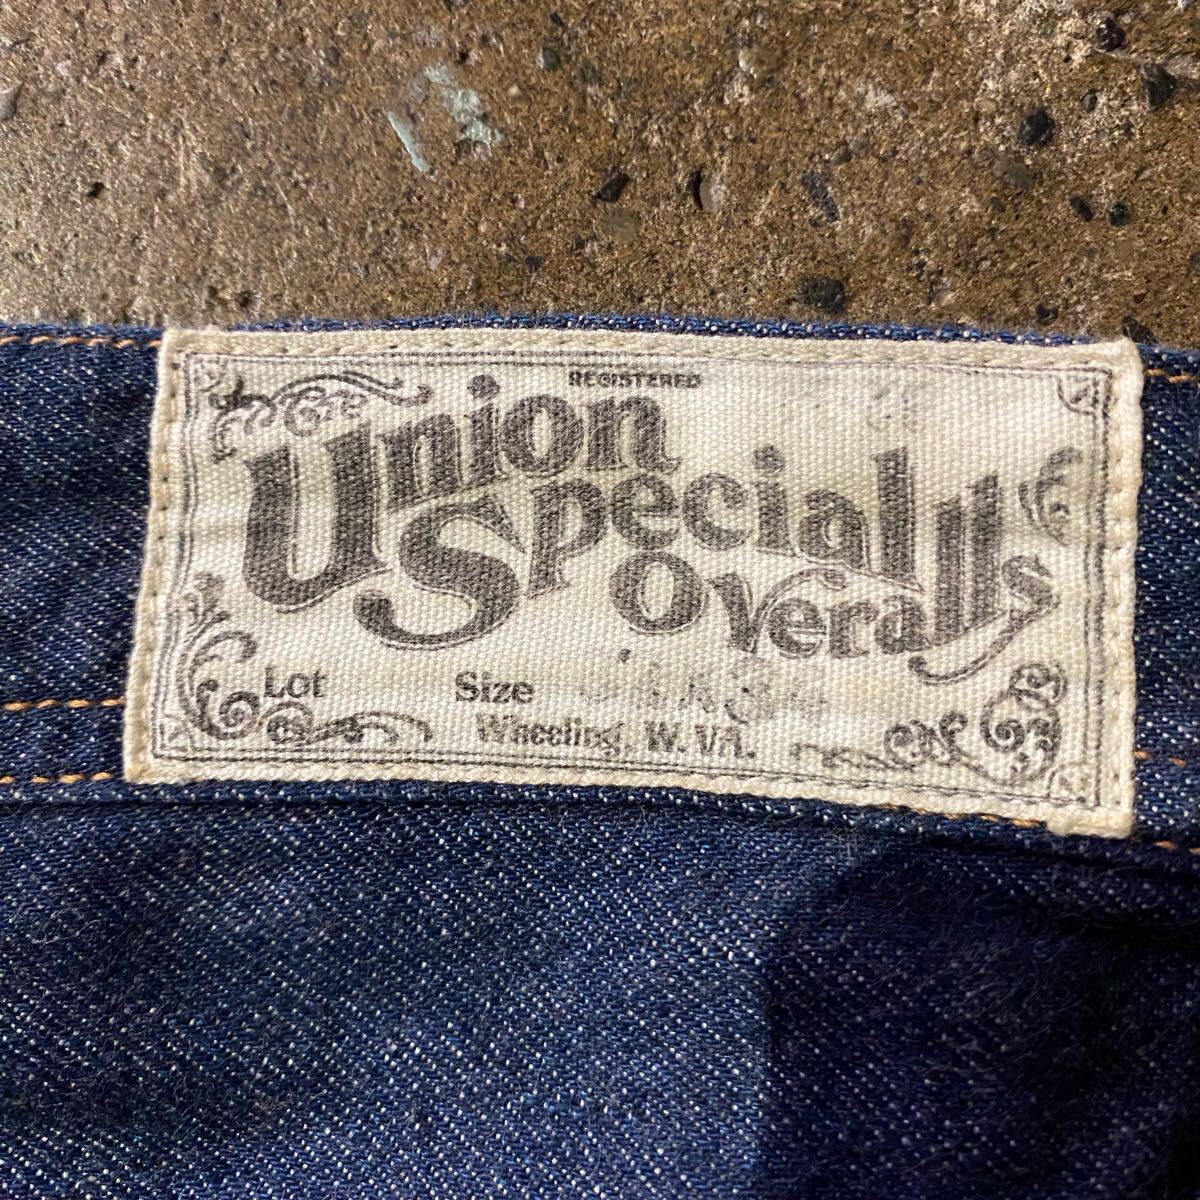 REGISTERED
Union
Special
Overalls
Lot Size
Wheeling, W. VA.